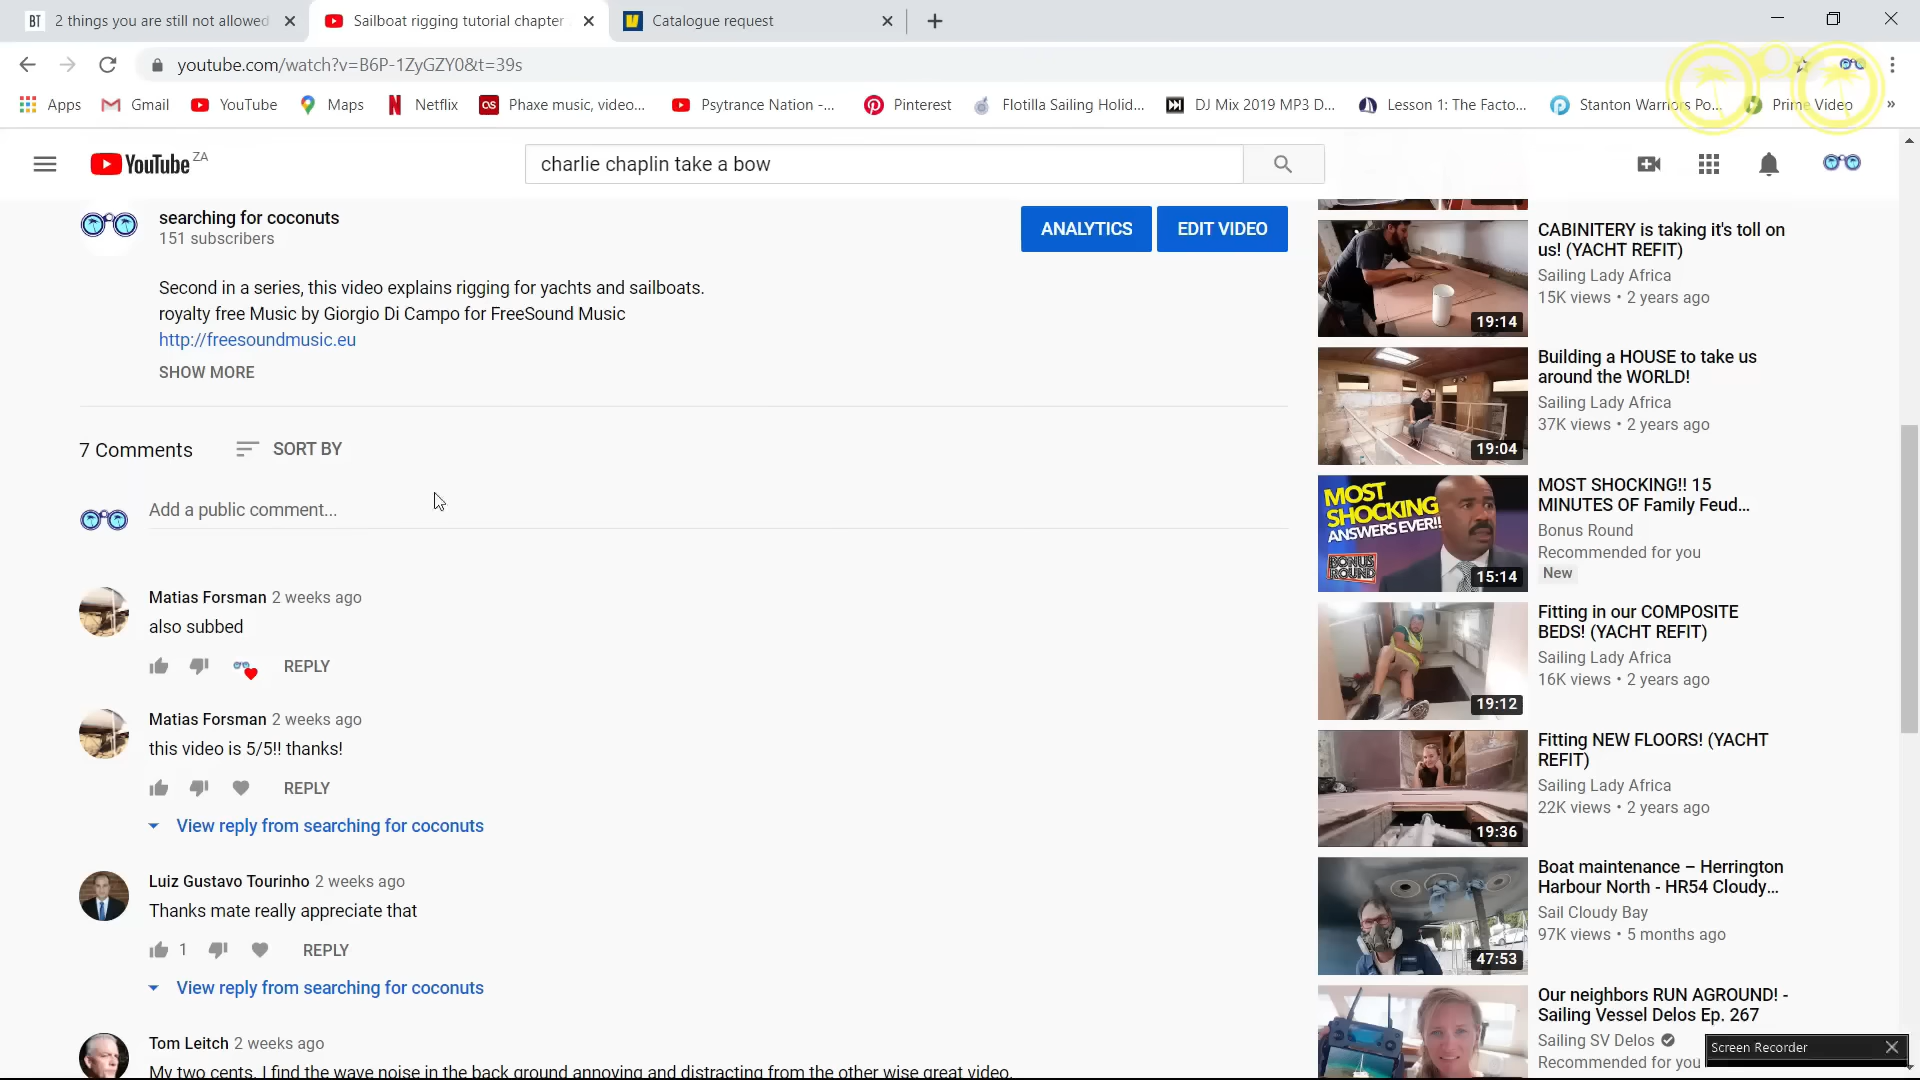 BT 2 things you are still not allowed
Sailboat rigging tutorial chapter
Catalogue request
youtube.com/watch?v=B6P-1ZyGZY0&t=39s
Apps Gmail YouTube Maps Netflix Phaxe music, video... Psytrance Nation -... Pinterest Flotilla Sailing Holid... DJ Mix 2019 MP3 D... Lesson 1: The Facto... Stanton Warriors Po... Prime Video »
YouTube ZA
charlie chaplin take a bow
searching for coconuts
151 subscribers
ANALYTICS
EDIT VIDEO
Second in a series, this video explains rigging for yachts and sailboats.
royalty free Music by Giorgio Di Campo for FreeSound Music
http://freesoundmusic.eu
SHOW MORE
7 Comments
SORT BY
Add a public comment...
Matias Forsman 2 weeks ago
also subbed
REPLY
Matias Forsman 2 weeks ago
this video is 5/5!! thanks!
REPLY
View reply from searching for coconuts
Luiz Gustavo Tourinho 2 weeks ago
Thanks mate really appreciate that
1 REPLY
View reply from searching for coconuts
Tom Leitch 2 weeks ago
My two cents. I find the wave noise in the back ground annoying and distracting from the other wise great video.
CABINITERY is taking it's toll on
us! (YACHT REFIT)
Sailing Lady Africa
15K views • 2 years ago
19:14
Building a HOUSE to take us
around the WORLD!
Sailing Lady Africa
37K views • 2 years ago
19:04
MOST
SHOCKING
ANSWERS EVER!!
BONUS
ROUND
15:14
MOST SHOCKING!! 15
MINUTES OF Family Feud...
Bonus Round
Recommended for you
New
Fitting in our COMPOSITE
BEDS! (YACHT REFIT)
Sailing Lady Africa
16K views • 2 years ago
19:12
Fitting NEW FLOORS! (YACHT
REFIT)
Sailing Lady Africa
22K views • 2 years ago
19:36
Boat maintenance – Herrington
Harbour North - HR54 Cloudy...
Sail Cloudy Bay
97K views • 5 months ago
47:53
Our neighbors RUN AGROUND! -
Sailing Vessel Delos Ep. 267
Sailing SV Delos
Recommended for you
Screen Recorder